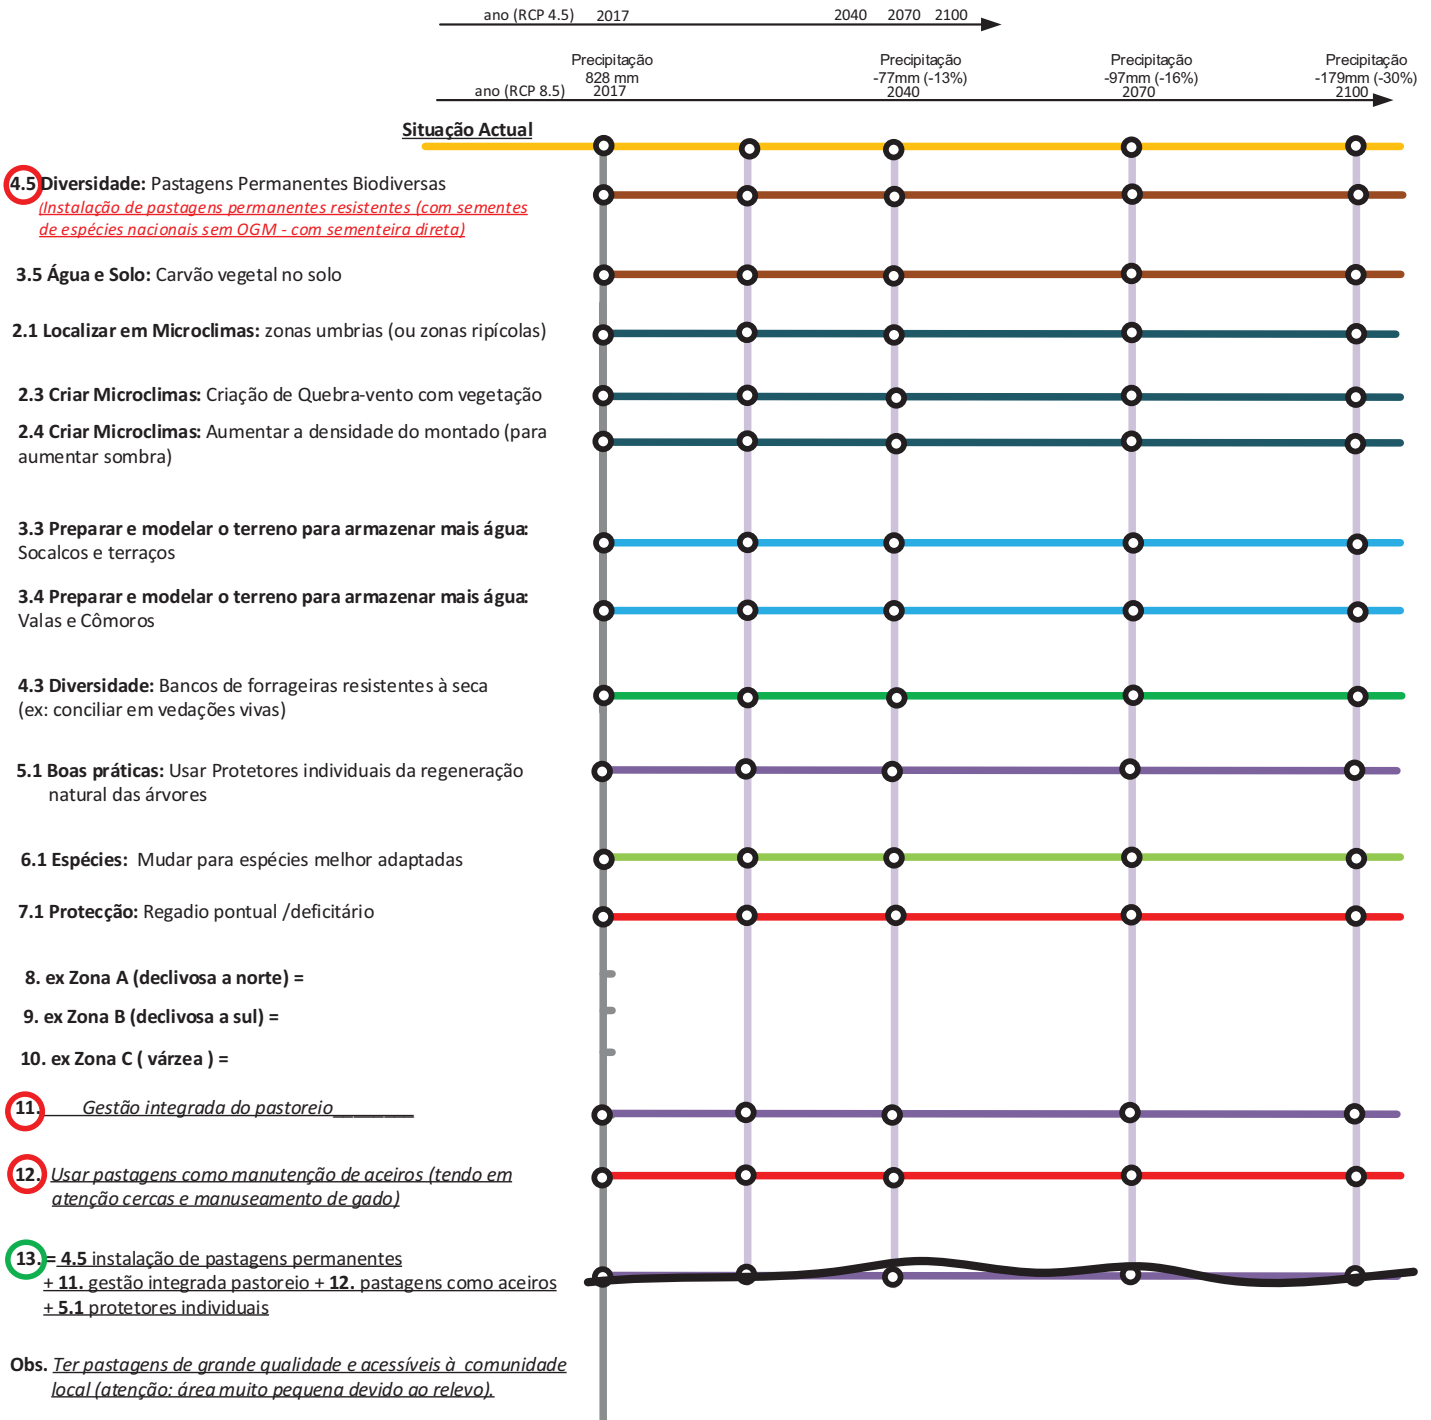 ano (RCP 4.5) 2017 2040 2070 2100
Precipitação Precipitação Precipitação Precipitação
828 mm -77mm (-13%) -97mm (-16%) -179mm (-30%)
ano (RCP 8.5) 2017 2040 2070 2100
Situação Actual
4.5 Diversidade: Pastagens Permanentes Biodiversas
(Instalação de pastagens permanentes resistentes (com sementes
de espécies nacionais sem OGM - com sementeira direta)
3.5 Água e Solo: Carvão vegetal no solo
2.1 Localizar em Microclimas: zonas umbrias (ou zonas ripícolas)
2.3 Criar Microclimas: Criação de Quebra-vento com vegetação
2.4 Criar Microclimas: Aumentar a densidade do montado (para
aumentar sombra)
3.3 Preparar e modelar o terreno para armazenar mais água:
Socalcos e terraços
3.4 Preparar e modelar o terreno para armazenar mais água:
Valas e Cômoros
4.3 Diversidade: Bancos de forrageiras resistentes à seca
(ex: conciliar em vedações vivas)
5.1 Boas práticas: Usar Protetores individuais da regeneração
natural das árvores
6.1 Espécies: Mudar para espécies melhor adaptadas
7.1 Protecção: Regadio pontual /deficitário
8. ex Zona A (declivosa a norte) =
9. ex Zona B (declivosa a sul) =
10. ex Zona C ( várzea ) =
11. Gestão integrada do pastoreio________
12. Usar pastagens como manutenção de aceiros (tendo em
atenção cercas e manuseamento de gado)
13. = 4.5 instalação de pastagens permanentes
+ 11. gestão integrada pastoreio + 12. pastagens como aceiros
+ 5.1 protetores individuais
Obs. Ter pastagens de grande qualidade e acessíveis à comunidade
local (atenção: área muito pequena devido ao relevo).